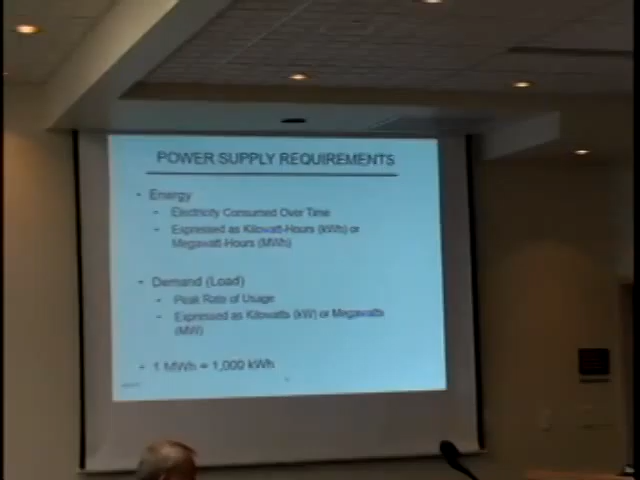 POWER SUPPLY REQUIREMENTS
• Energy
• Electricity Consumed Over Time
• Expressed as Kilowatt-Hours (kWh) or
Megawatt-Hours (MWh)
• Demand (Load)
• Peak Rate of Usage
• Expressed as Kilowatts (kW) or Megawatts
(MW)
• 1 MWh = 1,000 kWh